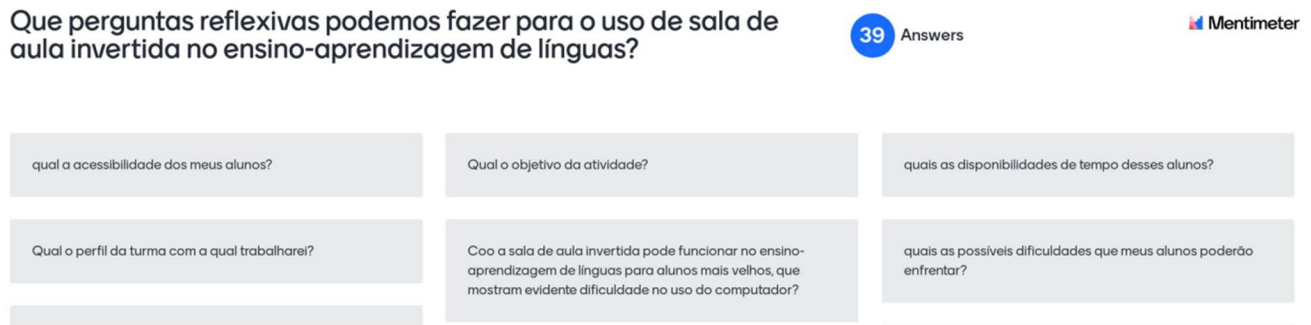 Que perguntas reflexivas podemos fazer para o uso de sala de
aula invertida no ensino-aprendizagem de línguas?
39 Answers
Mentimeter
qual a acessibilidade dos meus alunos?
Qual o objetivo da atividade?
quais as disponibilidades de tempo desses alunos?
Qual o perfil da turma com a qual trabalharei?
Coo a sala de aula invertida pode funcionar no ensino-
aprendizagem de línguas para alunos mais velhos, que
mostram evidente dificuldade no uso do computador?
quais as possíveis dificuldades que meus alunos poderão
enfrentar?